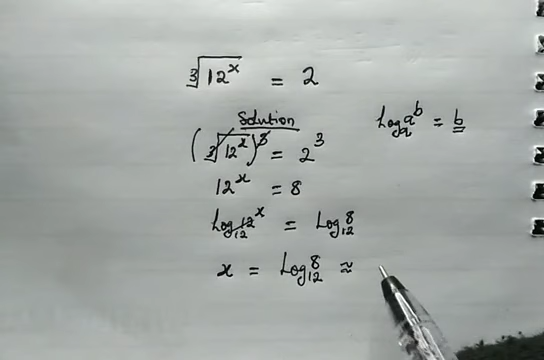 ∛(12^x) = 2
Solution
log_a a^b = b
(∛(12^x))^3 = 2^3
12^x = 8
Log_12 12^x = Log_12 8
x = Log_12 8 ≈